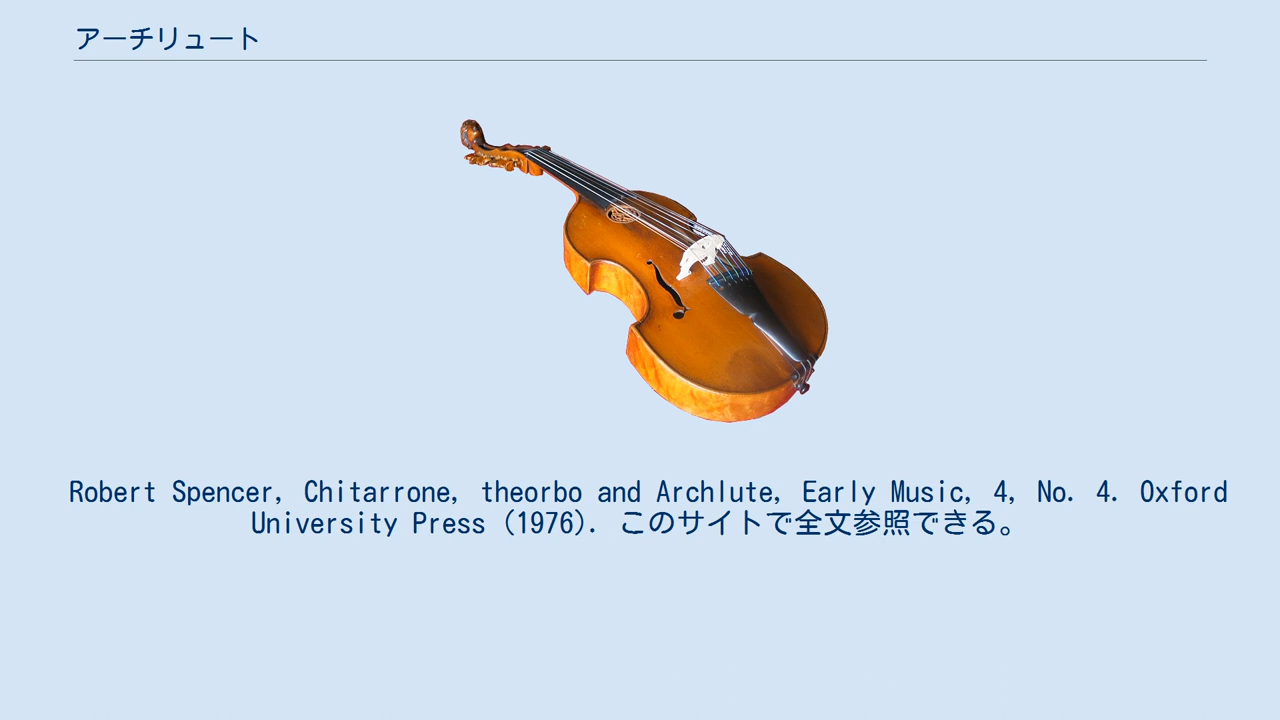 アーチリュート
Robert Spencer, Chitarrone, theorbo and Archlute, Early Music, 4, No. 4. Oxford
University Press (1976). このサイトで全文参照できる。